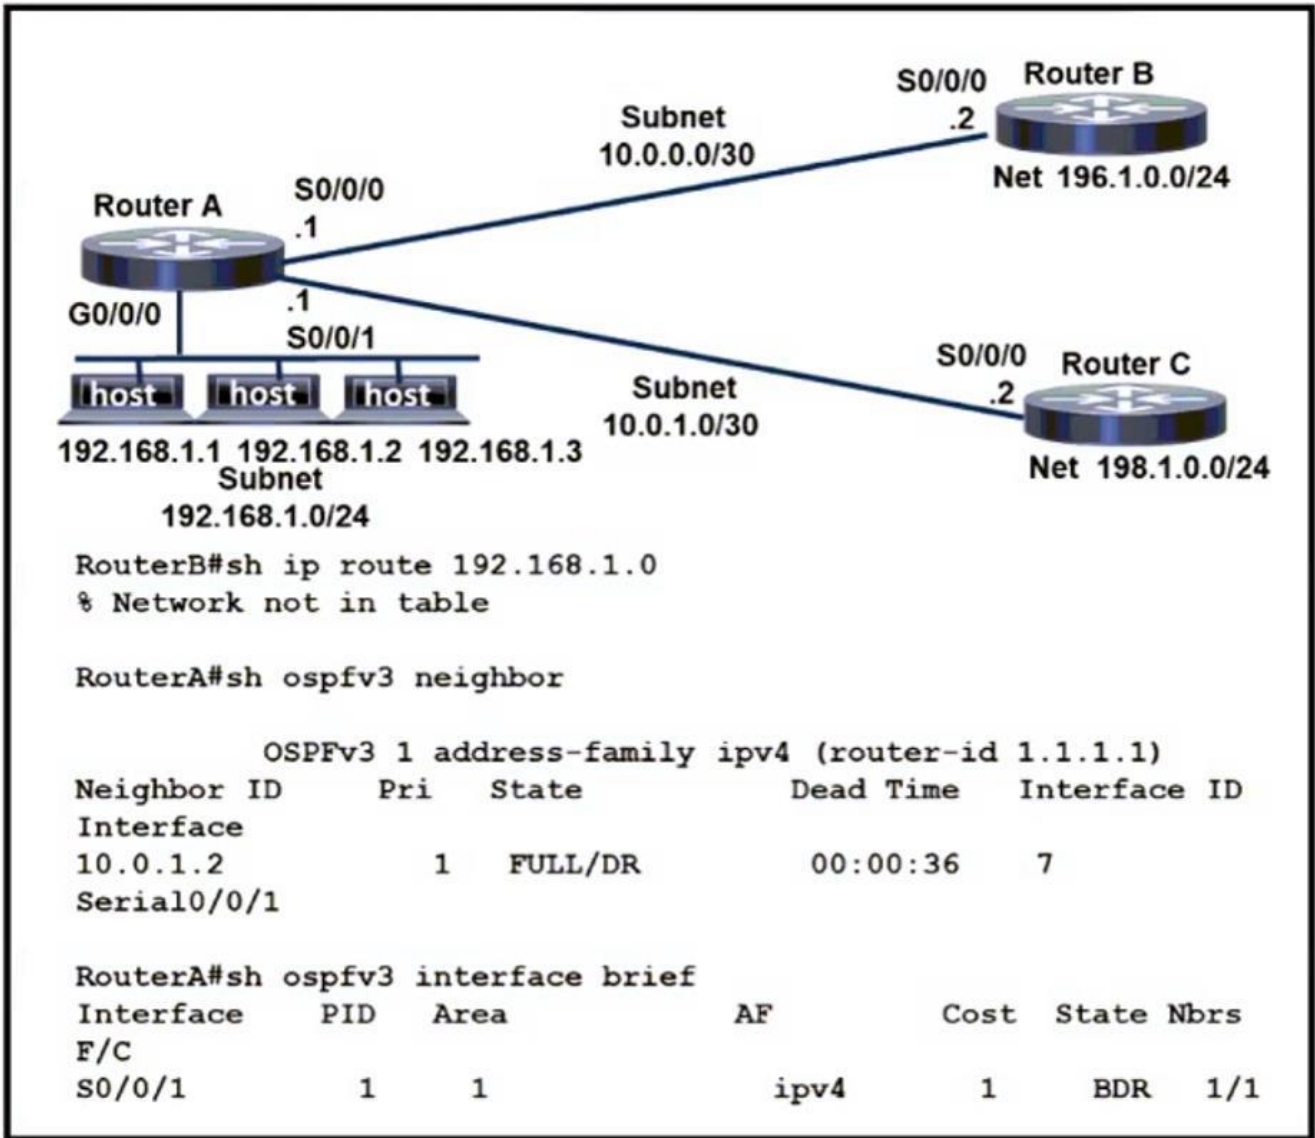 S0/0/0 Router B
Subnet
10.0.0.0/30
.2
Net 196.1.0.0/24
Router A
S0/0/0
.1
G0/0/0
.1
S0/0/1
host host host
192.168.1.1 192.168.1.2 192.168.1.3
Subnet
192.168.1.0/24
Subnet
10.0.1.0/30
S0/0/0 Router C
.2
Net 198.1.0.0/24
RouterB#sh ip route 192.168.1.0
% Network not in table
RouterA#sh ospfv3 neighbor
OSPFv3 1 address-family ipv4 (router-id 1.1.1.1)
Neighbor ID Pri State Dead Time Interface ID
Interface
10.0.1.2 1 FULL/DR 00:00:36 7
Serial0/0/1
RouterA#sh ospfv3 interface brief
Interface PID Area AF Cost State Nbrs
F/C
S0/0/1 1 1 ipv4 1 BDR 1/1